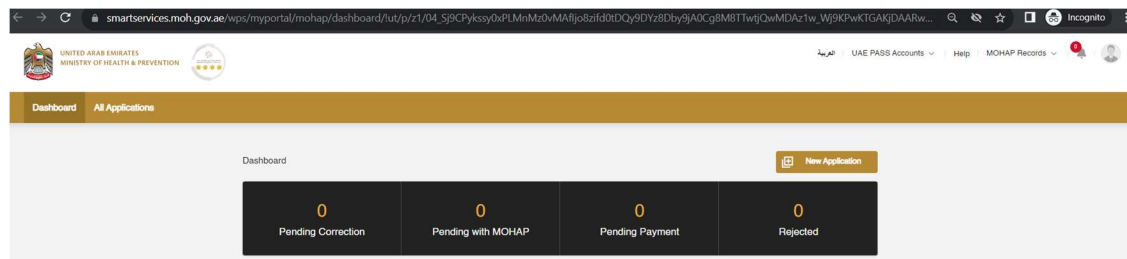 smartservices.moh.gov.ae/wps/myportal/mohap/dashboard/!ut/p/z1/04_Sj9CPykssy0xPLMnMz0vMAfIjo8zifd0tDQy9DYz8Dby9jA0Cg8M8TTwtjQwMDAz1w_Wj9KPwKTGAKjDAARw... Incognito
UNITED ARAB EMIRATES
MINISTRY OF HEALTH & PREVENTION
العربية UAE PASS Accounts Help MOHAP Records 0
Dashboard All Applications
Dashboard New Application
0 0 0 0
Pending Correction Pending with MOHAP Pending Payment Rejected